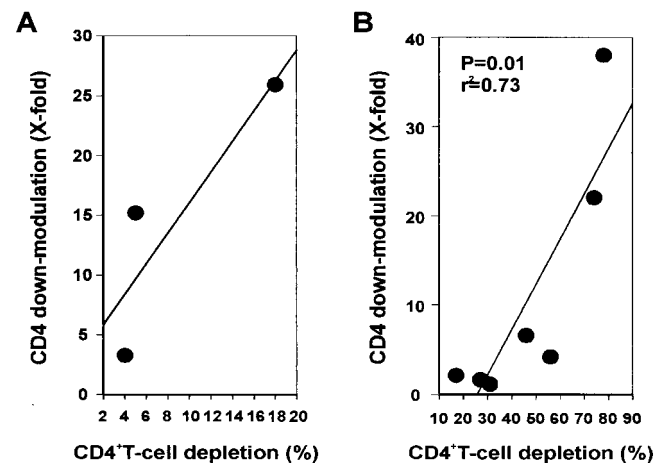 A
CD4 down-modulation (X-fold)
30
25
20
15
10
5
0
2 4 6 8 10 12 14 16 18 20
CD4+T-cell depletion (%)
B
P=0.01
r²=0.73
CD4 down-modulation (X-fold)
40
30
20
10
0
10 20 30 40 50 60 70 80 90
CD4+T-cell depletion (%)